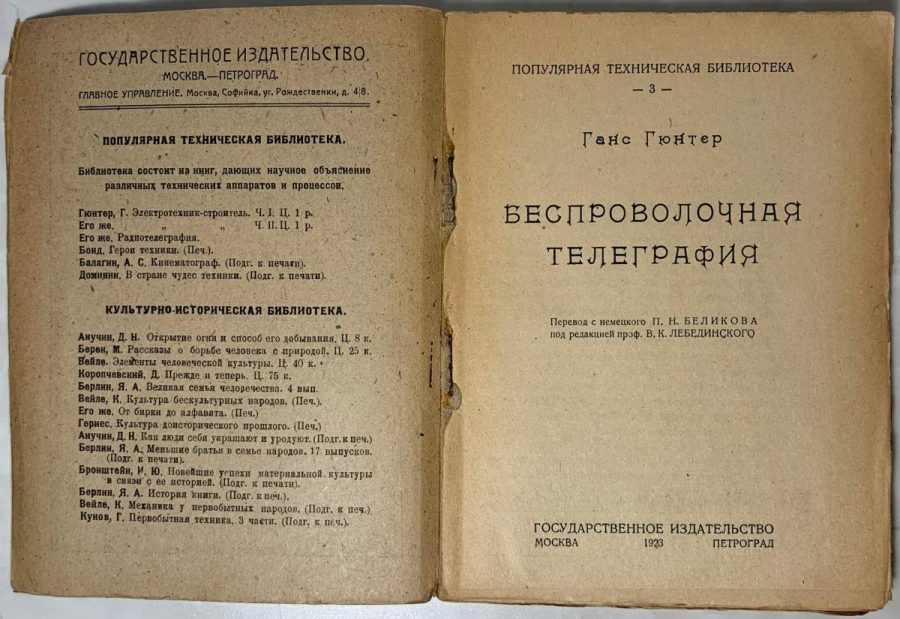 ГОСУДАРСТВЕННОЕ ИЗДАТЕЛЬСТВО.
МОСКВА.—ПЕТРОГРАД.
ГЛАВНОЕ УПРАВЛЕНИЕ. Москва, Софийка, уг. Рождественки, д. 4|8.
ПОПУЛЯРНАЯ ТЕХНИЧЕСКАЯ БИБЛИОТЕКА.
Библиотека состоит из книг, дающих научное объяснение
различных технических аппаратов и процессов.
Гюнтер, Г. Электротехник-строитель. Ч. I. Ц. 1 р.
Его же. „ „ Ч. II. Ц. 1 р.
Его же. Радиотелеграфия.
Бонд. Герои техники. (Печ.).
Балагин, А. С. Кинематограф. (Подг. к печати).
Доминик. В стране чудес техники. (Подг. к печати).
КУЛЬТУРНО-ИСТОРИЧЕСКАЯ БИБЛИОТЕКА.
Анучин, Д. Н. Открытие огня и способ его добывания. Ц. 8 к.
Берен, М. Рассказы о борьбе человека с природой. Ц. 25 к.
Вейле. Элементы человеческой культуры. Ц. 40 к.
Коропчевский, Д. Прежде и теперь. Ц. 75 к.
Берлин, Я. А. Великая семья человечества. 4 вып.
Вейле, К. Культура бескультурных народов. (Печ.).
Его же. От бирки до алфавита. (Печ.)
Гернес. Культура доисторического прошлого. (Печ.)
Анучин, Д. Н. Как люди себя украшают и уродуют. (Подг. к печ.)
Берлин, Я. А. Меньшие братья в семье народов. 17 выпусков.
(Подг. к печати).
Бронштейн, И. Ю. Новейшие успехи материальной культуры
в связи с ее историей. (Подг. к печати).
Берлин, Я. А. История книги. (Подг. к печ.).
Вейле, К. Механика у первобытных народов. (Подг. к печ.)
Кунов, Г. Первобытная техника. 3 части. (Подг. к печ.).
ПОПУЛЯРНАЯ ТЕХНИЧЕСКАЯ БИБЛИОТЕКА
— 3 —
Ганс Гюнтер
БЕСПРОВОЛОЧНАЯ
ТЕЛЕГРАФИЯ
Перевод с немецкого П. Н. БЕЛИКОВА
под редакцией проф. В. К. ЛЕБЕДИНСКОГО
ГОСУДАРСТВЕННОЕ ИЗДАТЕЛЬСТВО
МОСКВА 1923 ПЕТРОГРАД